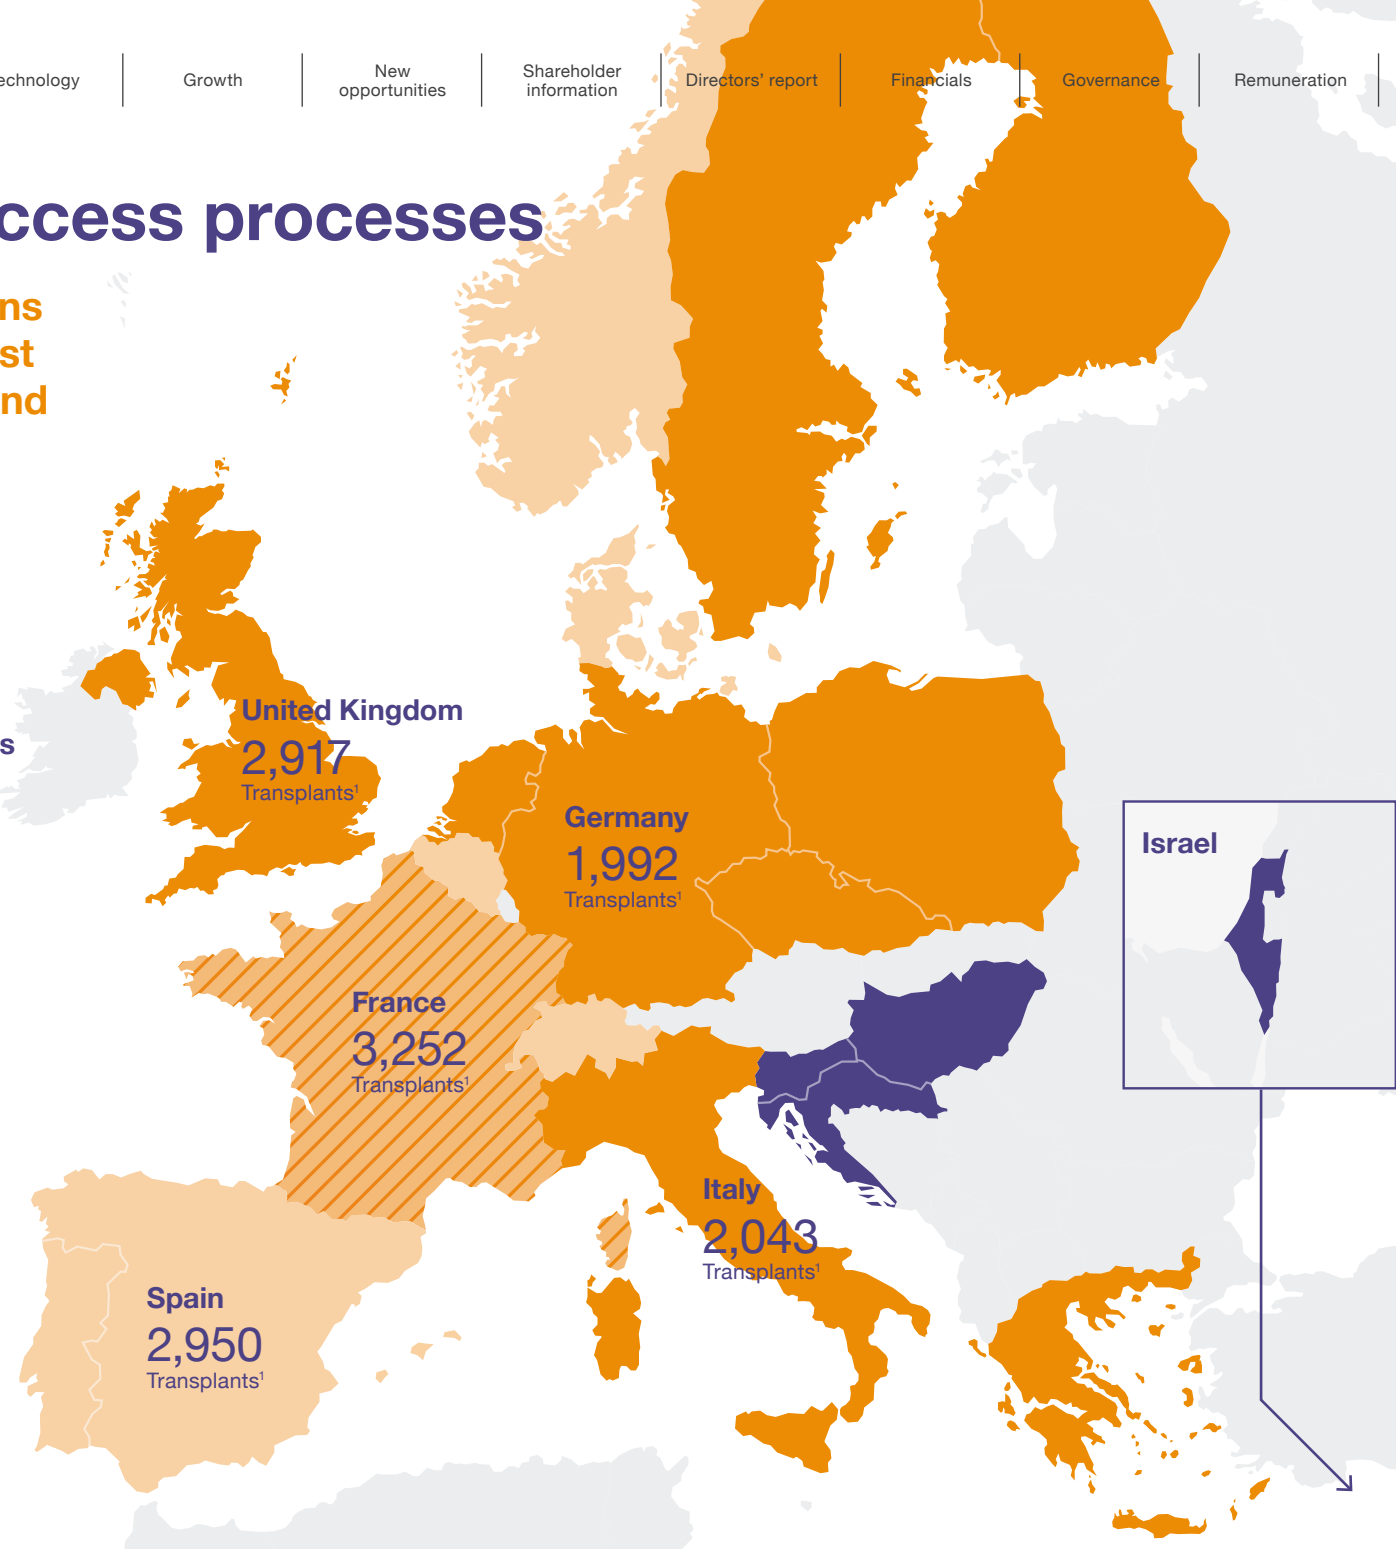 echnology
Growth
New
opportunities
Shareholder
information
Directors' report
Financials
Governance
Remuneration
ccess processes
ns
st
nd
s
United Kingdom
2,917
Transplants¹
Germany
1,992
Transplants¹
Israel
France
3,252
Transplants¹
Italy
2,043
Transplants¹
Spain
2,950
Transplants¹